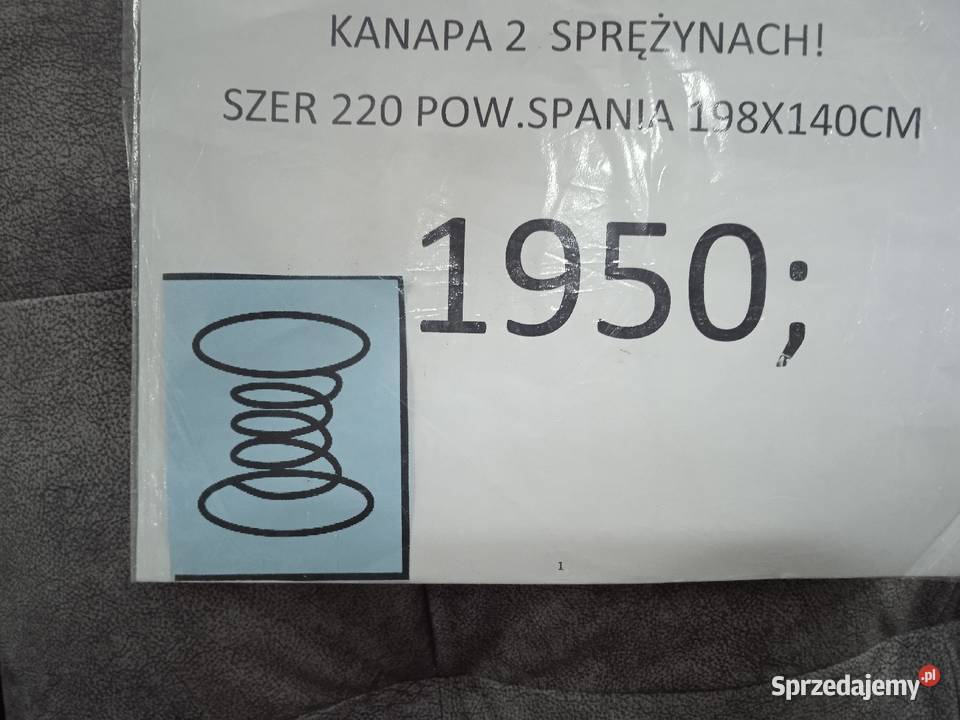 KANAPA 2 SPRĘŻYNACH!
SZER 220 POW.SPANIA 198X140CM
1950;
1
Sprzedajemy.pl